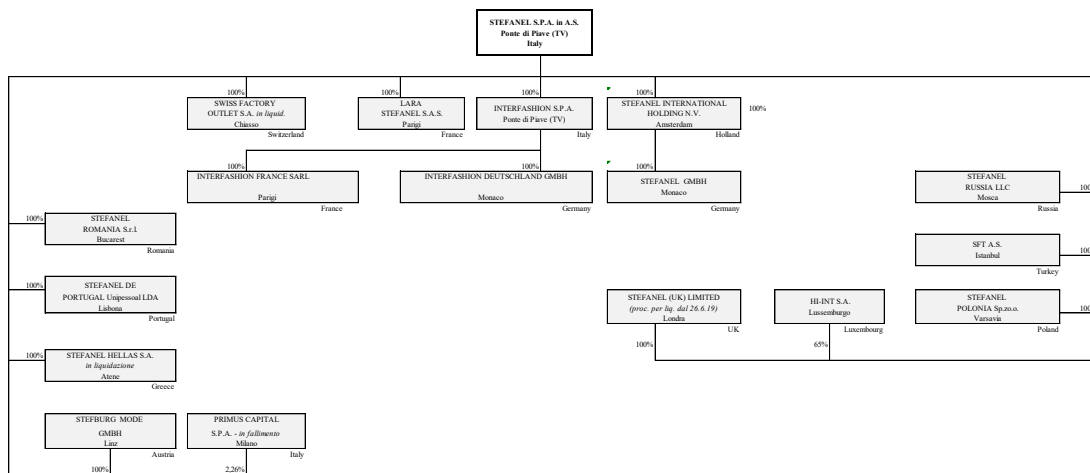 STEFANEL S.P.A. in A.S.
Ponte di Piave (TV)
Italy
100%
SWISS FACTORY
OUTLET S.A. in liquid.
Chiasso
Switzerland
100%
LARA
STEFANEL S.A.S.
Parigi
France
100%
INTERFASHION S.P.A.
Ponte di Piave (TV)
Italy
100%
STEFANEL INTERNATIONAL
HOLDING N.V.
Amsterdam
Holland
100%
100%
INTERFASHION FRANCE SARL
Parigi
France
100%
INTERFASHION DEUTSCHLAND GMBH
Monaco
Germany
100%
STEFANEL GMBH
Monaco
Germany
STEFANEL
RUSSIA LLC
Mosca
Russia
100%
STEFANEL
ROMANIA S.r.l.
Bucarest
Romania
SFT A.S.
Istanbul
Turkey
100%
STEFANEL DE
PORTUGAL Unipessoal LDA
Lisbona
Portugal
STEFANEL (UK) LIMITED
(proc. per liq. dal 26.6.19)
Londra
UK
100%
HI-INT S.A.
Lussemburgo
Luxembourg
65%
STEFANEL
POLONIA Sp.zo.o.
Varsavia
Poland
100%
STEFANEL HELLAS S.A.
in liquidazione
Atene
Greece
STEFBURG MODE
GMBH
Linz
Austria
100%
PRIMUS CAPITAL
S.P.A. - in fallimento
Milano
Italy
2,26%